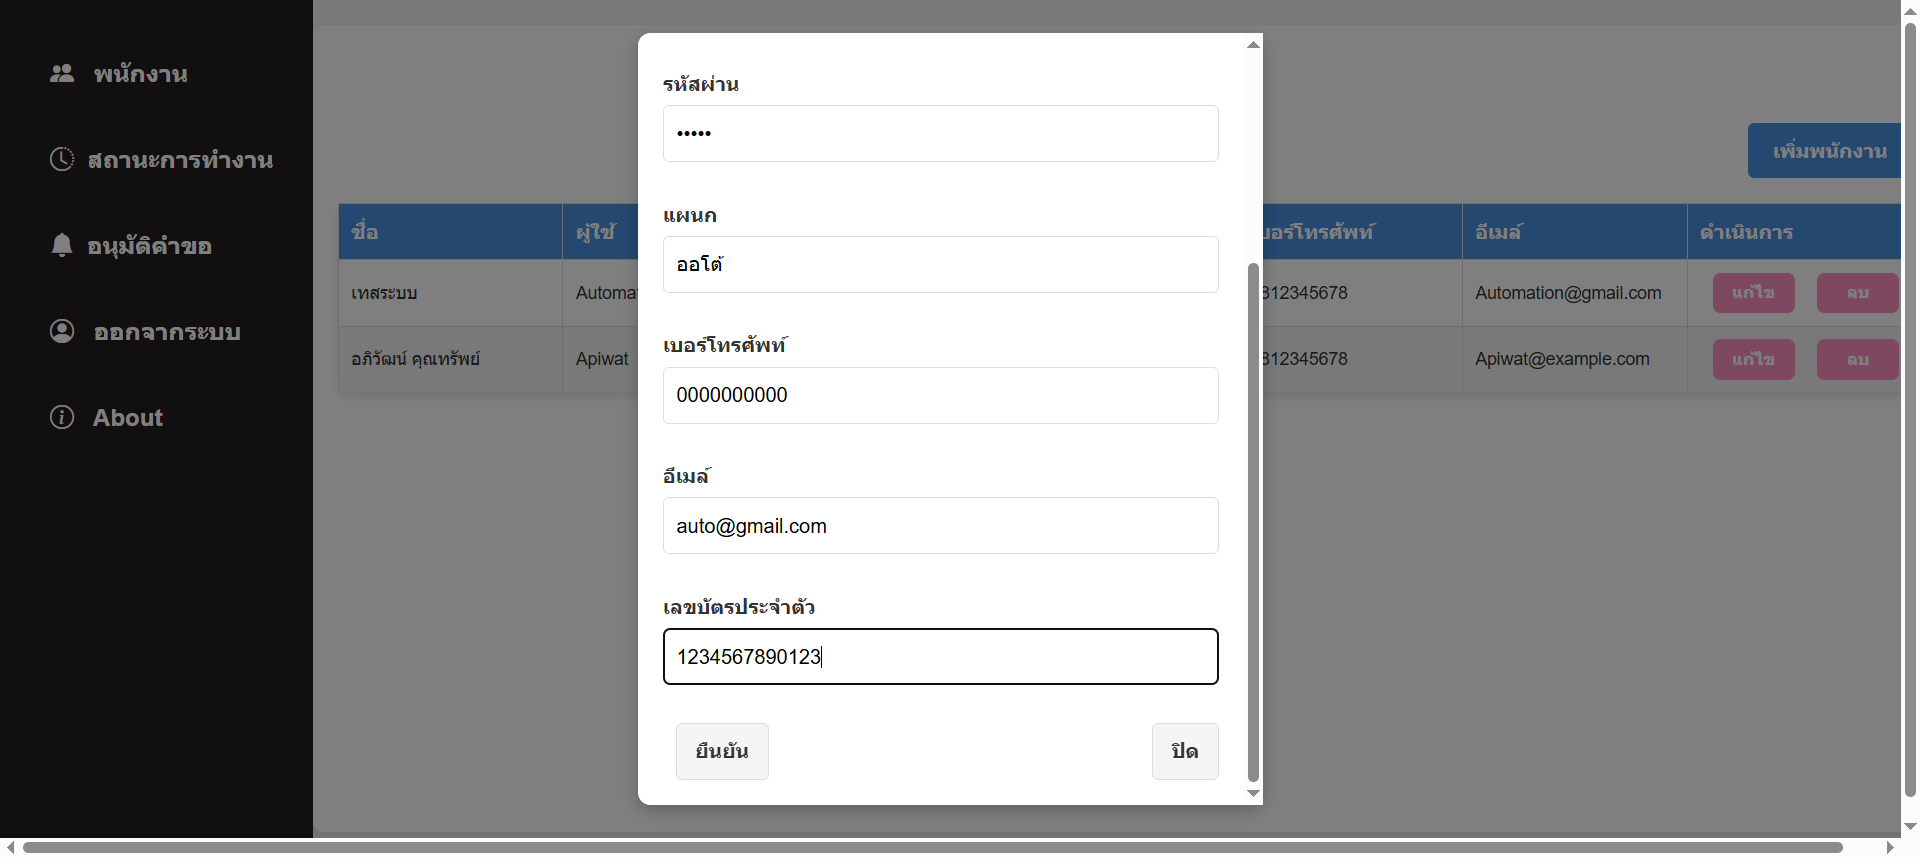 พนักงาน
สถานะการทำงาน
อนุมัติคำขอ
ออกจากระบบ
About
เพิ่มพนักงาน
ชื่อ ผู้ใช้ เบอร์โทรศัพท์ อีเมล์ ดำเนินการ
เทสระบบ Automa 812345678 Automation@gmail.com แก้ไข ลบ
อภิวัฒน์ คุณทรัพย์ Apiwat 812345678 Apiwat@example.com แก้ไข ลบ
รหัสผ่าน
•••••
แผนก
ออโต้
เบอร์โทรศัพท์
0000000000
อีเมล์
auto@gmail.com
เลขบัตรประจำตัว
1234567890123
ยืนยัน ปิด